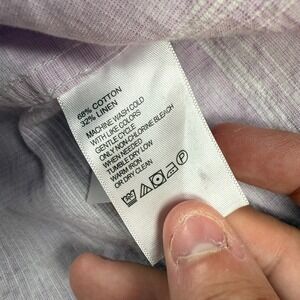 68% COTTON
32% LINEN
MACHINE WASH COLD
WITH LIKE COLORS
GENTLE CYCLE
ONLY NON-CHLORINE BLEACH
WHEN NEEDED
TUMBLE DRY LOW
WARM IRON
OR DRY CLEAN
P